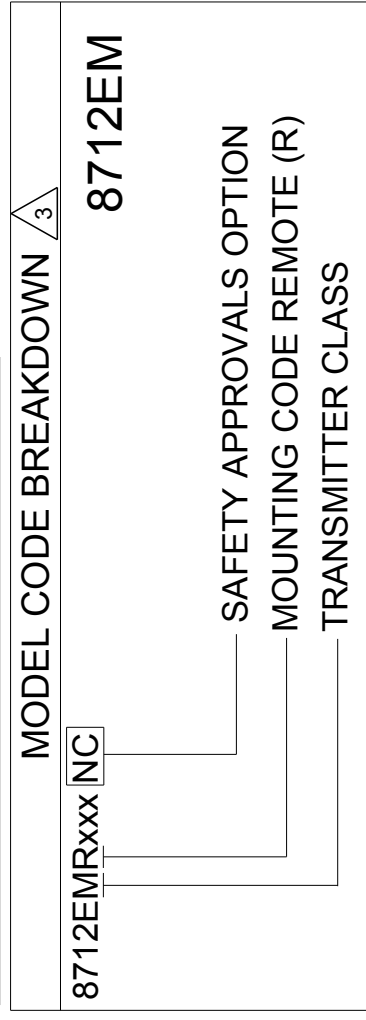 MODEL CODE BREAKDOWN 3
8712EM
8712EMRxxx NC
SAFETY APPROVALS OPTION
MOUNTING CODE REMOTE (R)
TRANSMITTER CLASS